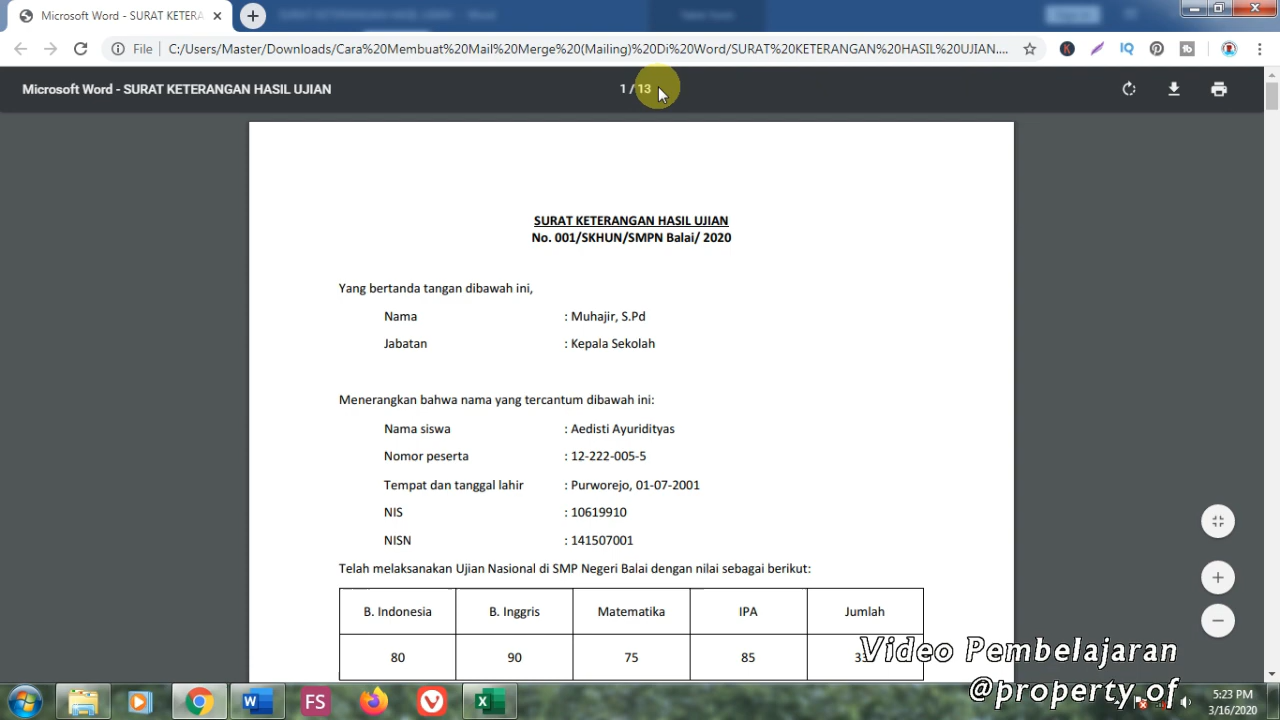 Microsoft Word - SURAT KETERA
File
C:/Users/Master/Downloads/Cara%20Membuat%20Mail%20Merge%20(Mailing)%20Di%20Word/SURAT%20KETERANGAN%20HASIL%20UJIAN....
Microsoft Word - SURAT KETERANGAN HASIL UJIAN
1 / 13
SURAT KETERANGAN HASIL UJIAN
No. 001/SKHUN/SMPN Balai/ 2020
Yang bertanda tangan dibawah ini,
Nama : Muhajir, S.Pd
Jabatan : Kepala Sekolah
Menerangkan bahwa nama yang tercantum dibawah ini:
Nama siswa : Aedisti Ayuridityas
Nomor peserta : 12-222-005-5
Tempat dan tanggal lahir : Purworejo, 01-07-2001
NIS : 10619910
NISN : 141507001
Telah melaksanakan Ujian Nasional di SMP Negeri Balai dengan nilai sebagai berikut:
B. Indonesia B. Inggris Matematika IPA Jumlah
80 90 75 85
Video Pembelajaran
@property_of
FS
5:23 PM
3/16/2020